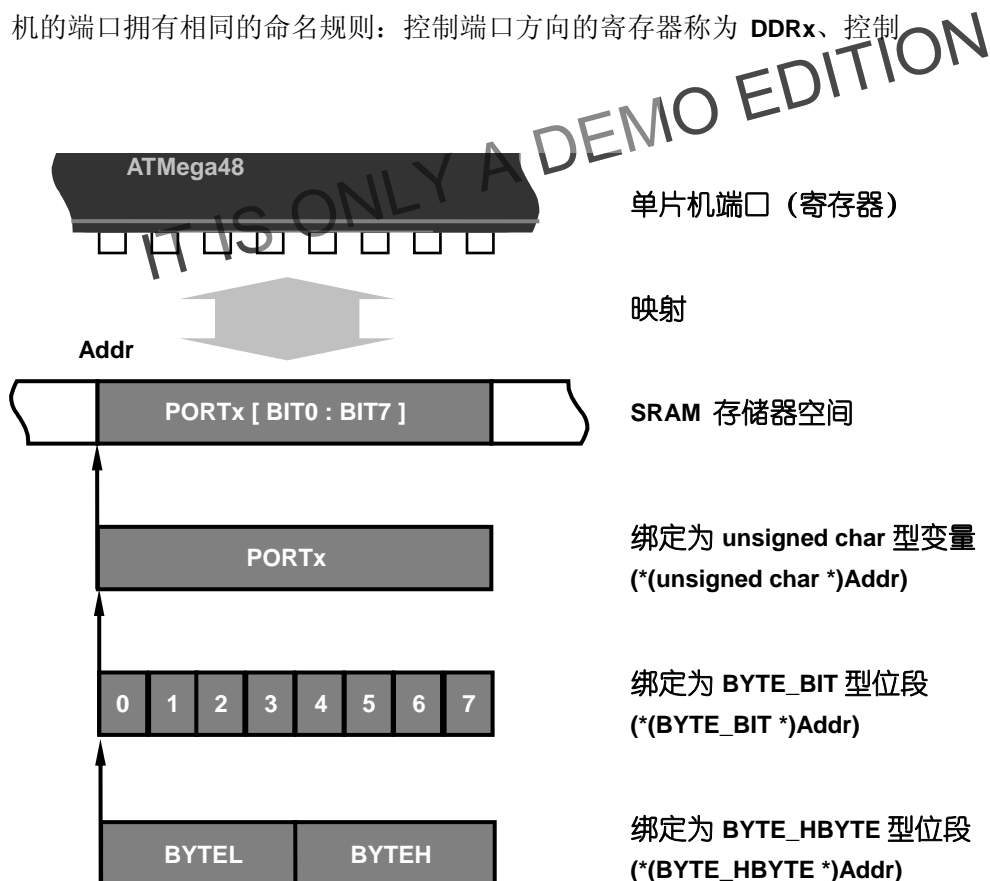 机的端口拥有相同的命名规则：控制端口方向的寄存器称为 DDRx、控制
IT IS ONLY A DEMO EDITION
ATMega48
单片机端口（寄存器）
映射
Addr
PORTx [ BIT0 : BIT7 ]
SRAM 存储器空间
PORTx
绑定为 unsigned char 型变量
(*(unsigned char *)Addr)
0 1 2 3 4 5 6 7
绑定为 BYTE_BIT 型位段
(*(BYTE_BIT *)Addr)
BYTEL BYTEH
绑定为 BYTE_HBYTE 型位段
(*(BYTE_HBYTE *)Addr)